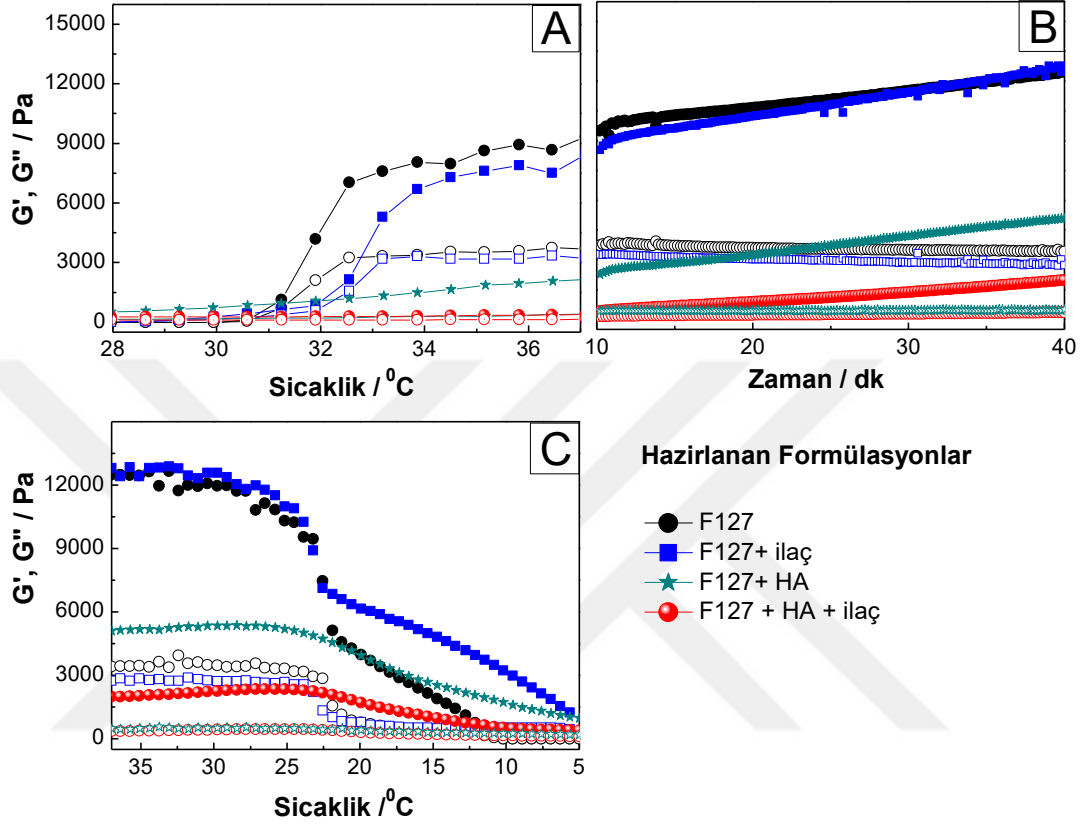 A
15000
12000
9000
6000
3000
0
G', G'' / Pa
28 30 32 34 36
Sicaklik / ⁰C
B
10 20 30 40
Zaman / dk
C
12000
9000
6000
3000
0
G', G'' / Pa
35 30 25 20 15 10 5
Sicaklik /⁰C
Hazirlanan Formülasyonlar
F127
F127+ ilaç
F127+ HA
F127 + HA + ilaç